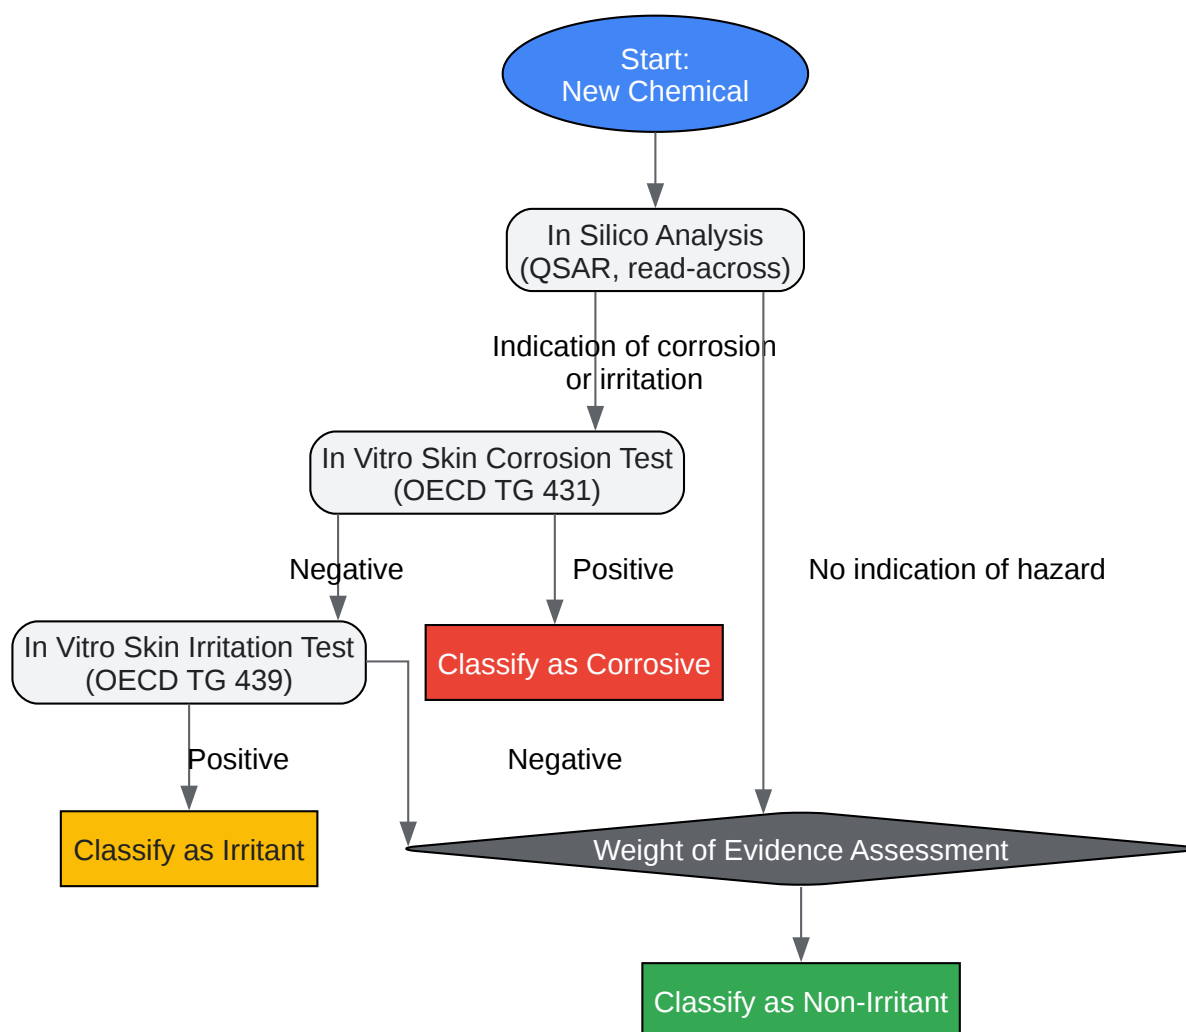 Start:
New Chemical
In Silico Analysis
(QSAR, read-across)
Indication of corrosion
or irritation
In Vitro Skin Corrosion Test
(OECD TG 431)
Negative
Positive
No indication of hazard
In Vitro Skin Irritation Test
(OECD TG 439)
Classify as Corrosive
Positive
Negative
Classify as Irritant
Weight of Evidence Assessment
Classify as Non-Irritant